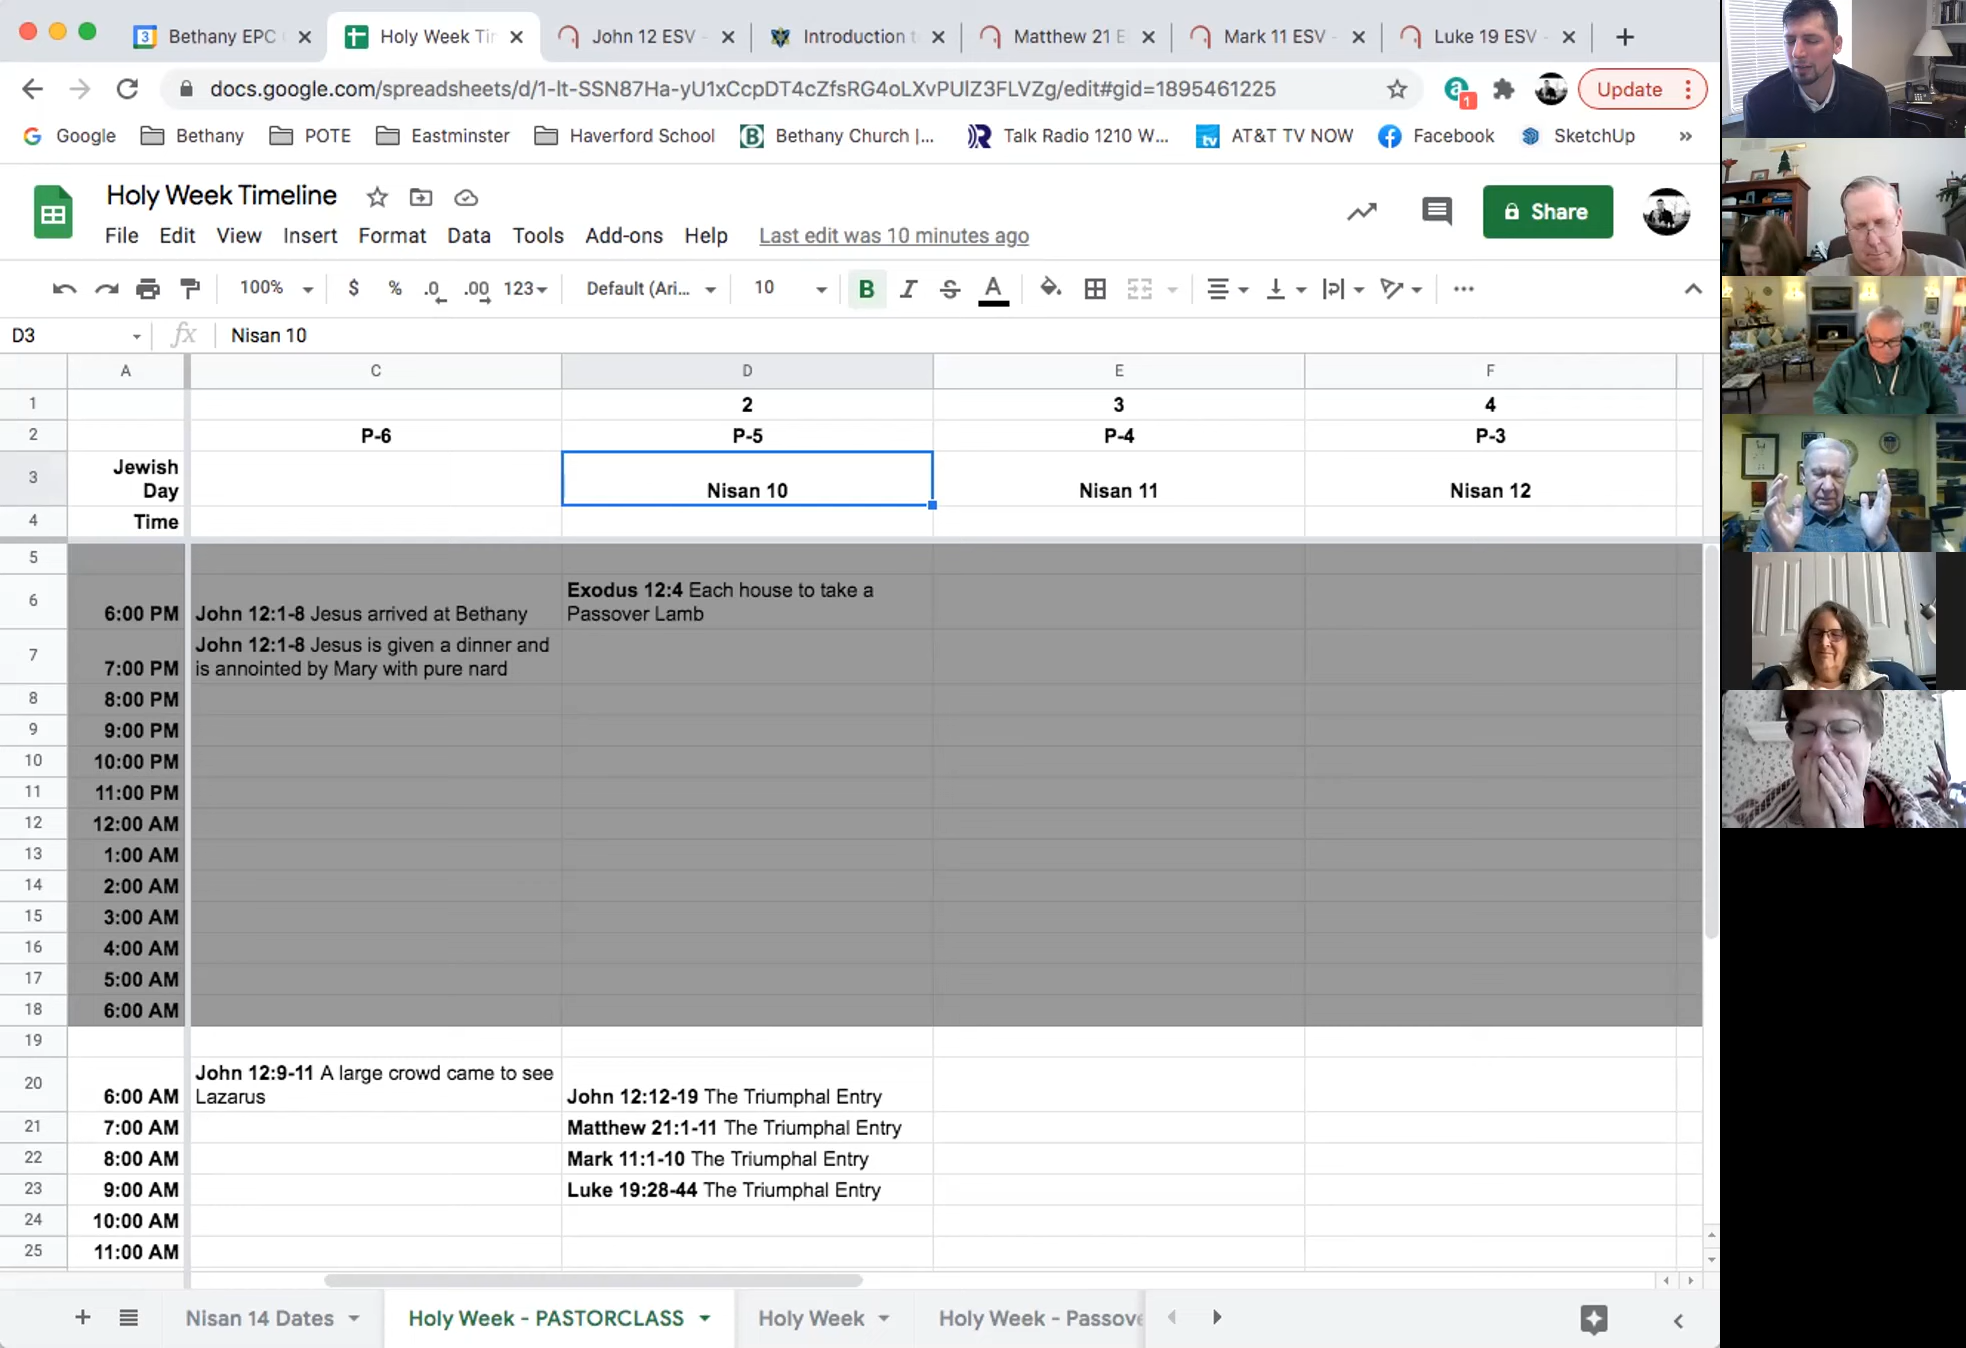 Bethany EPC
Holy Week Tim
John 12 ESV -
Introduction t
Matthew 21 E
Mark 11 ESV -
Luke 19 ESV -
docs.google.com/spreadsheets/d/1-lt-SSN87Ha-yU1xCcpDT4cZfsRG4oLXvPUlZ3FLVZg/edit#gid=1895461225
1
Update
Google
Bethany
POTE
Eastminster
Haverford School
Bethany Church |...
Talk Radio 1210 W...
AT&T TV NOW
Facebook
SketchUp
»
Holy Week Timeline
Share
File Edit View Insert Format Data Tools Add-ons Help Last edit was 10 minutes ago
100% $ % .0 .00 123 Default (Ari... 10 B I S A
D3 fx Nisan 10
A C D E F
1 2 3 4
2 P-6 P-5 P-4 P-3
3 Jewish Day Nisan 10 Nisan 11 Nisan 12
4 Time
5
6 6:00 PM John 12:1-8 Jesus arrived at Bethany Exodus 12:4 Each house to take a Passover Lamb
7 7:00 PM John 12:1-8 Jesus is given a dinner and is annointed by Mary with pure nard
8 8:00 PM
9 9:00 PM
10 10:00 PM
11 11:00 PM
12 12:00 AM
13 1:00 AM
14 2:00 AM
15 3:00 AM
16 4:00 AM
17 5:00 AM
18 6:00 AM
19
20 6:00 AM John 12:9-11 A large crowd came to see Lazarus John 12:12-19 The Triumphal Entry
21 7:00 AM Matthew 21:1-11 The Triumphal Entry
22 8:00 AM Mark 11:1-10 The Triumphal Entry
23 9:00 AM Luke 19:28-44 The Triumphal Entry
24 10:00 AM
25 11:00 AM
Nisan 14 Dates Holy Week - PASTORCLASS Holy Week Holy Week - Passove